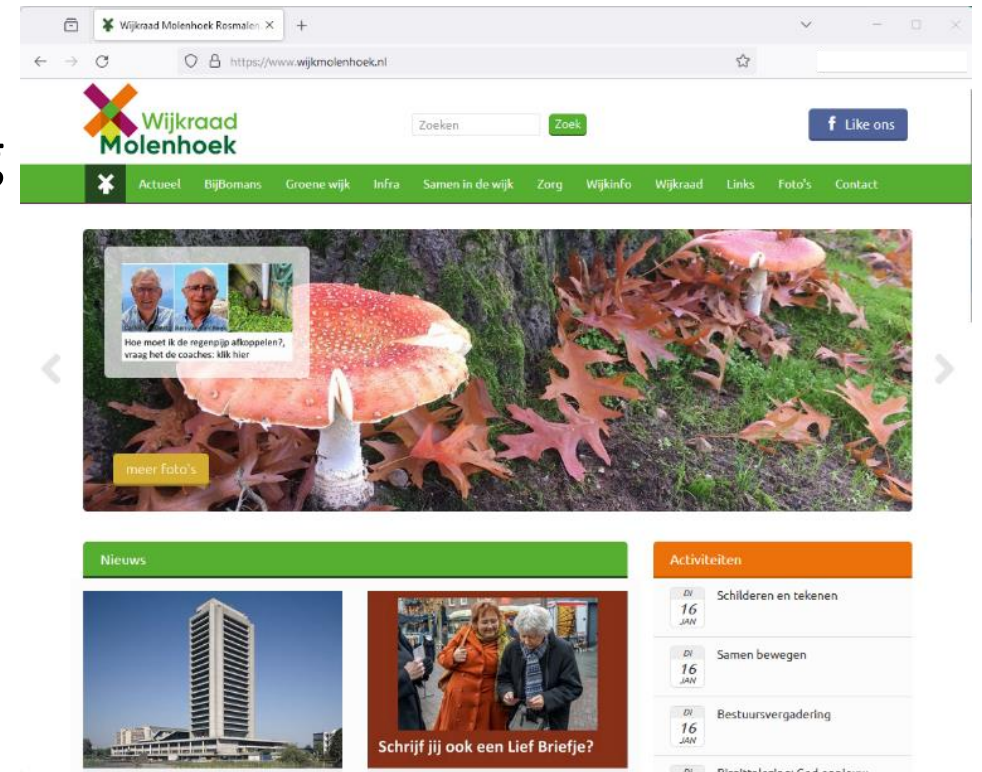 Wijkraad Molenhoek Rosmalen
https://www.wijkmolenhoek.nl
Wijkraad
Molenhoek
Zoeken
Zoek
f Like ons
Actueel BijBomans Groene wijk Infra Samen in de wijk Zorg Wijkinfo Wijkraad Links Foto's Contact
Hoe moet ik de regenpijp afkoppelen?,
vraag het de coaches: klik hier
meer foto's
Nieuws
Schrijf jij ook een Lief Briefje?
Activiteiten
DI
16
JAN
Schilderen en tekenen
DI
16
JAN
Samen bewegen
DI
16
JAN
Bestuursvergadering
DI